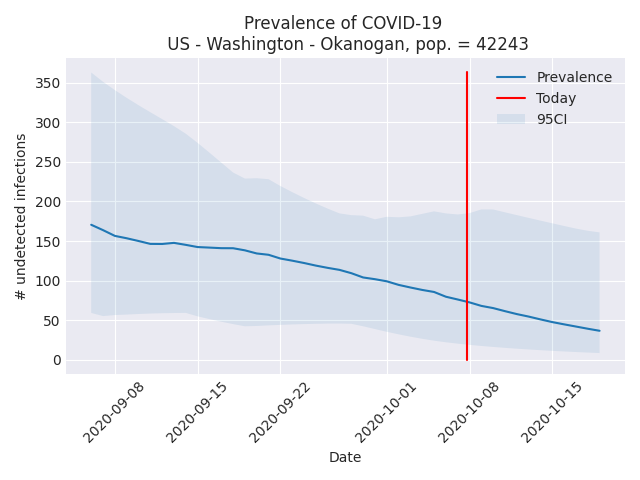 Prevalence of COVID-19
US - Washington - Okanogan, pop. = 42243
350
300
250
200
150
100
50
0
# undetected infections
Prevalence
Today
95CI
2020-09-08
2020-09-15
2020-09-22
2020-10-01
2020-10-08
2020-10-15
Date